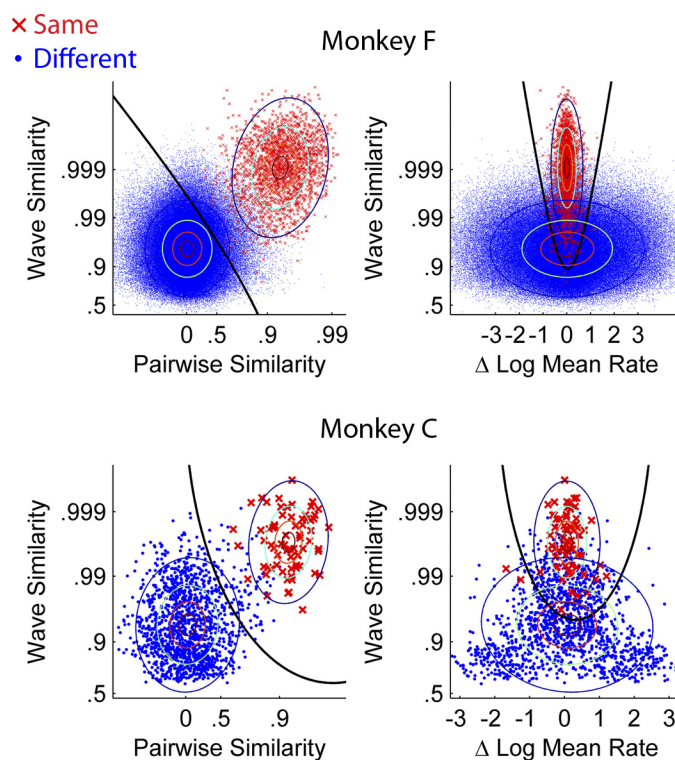 × Same
• Different
Monkey F
Wave Similarity
.999
.99
.9
.5
0 .5 .9 .99
Pairwise Similarity
Wave Similarity
.999
.99
.9
.5
-3 -2 -1 0 1 2 3
Δ Log Mean Rate
Monkey C
Wave Similarity
.999
.99
.9
.5
0 .5 .9
Pairwise Similarity
Wave Similarity
.999
.99
.9
.5
-3 -2 -1 0 1 2 3
Δ Log Mean Rate